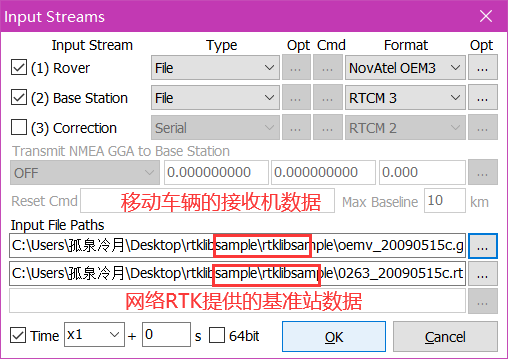 Input Streams
Input Stream Type Opt Cmd Format Opt
(1) Rover File ... ... NovAtel OEM3 ...
(2) Base Station File ... ... RTCM 3 ...
(3) Correction Serial ... ... RTCM 2 ...
Transmit NMEA GGA to Base Station
OFF 0.000000000 0.000000000 0.000 ...
Reset Cmd 移动车辆的接收机数据 Max Baseline 10 km
Input File Paths
C:\Users\孤泉冷月\Desktop\rtklibsample\rtklibsample\oemv_20090515c.g ...
C:\Users\孤泉冷月\Desktop\rtklibsample\rtklibsample\0263_20090515c.rt ...
网络RTK提供的基准站数据 ...
Time x1 + 0 s 64bit OK Cancel